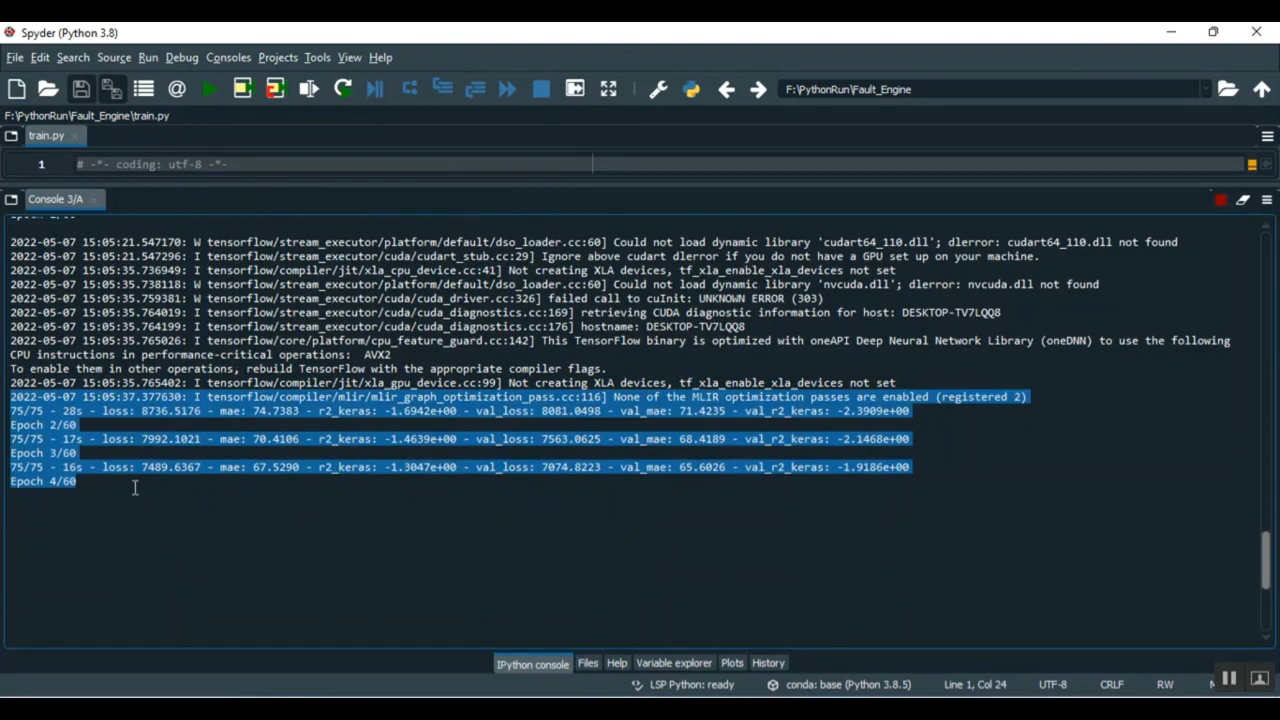 Spyder (Python 3.8)
File Edit Search Source Run Debug Consoles Projects Tools View Help
F:\PythonRun\Fault_Engine
F:\PythonRun\Fault_Engine\train.py
train.py
1 # -*- coding: utf-8 -*-
Console 3/A
2022-05-07 15:05:21.547170: W tensorflow/stream_executor/platform/default/dso_loader.cc:60] Could not load dynamic library 'cudart64_110.dll'; dlerror: cudart64_110.dll not found
2022-05-07 15:05:21.547296: I tensorflow/stream_executor/cuda/cudart_stub.cc:29] Ignore above cudart dlerror if you do not have a GPU set up on your machine.
2022-05-07 15:05:35.736949: I tensorflow/compiler/jit/xla_cpu_device.cc:41] Not creating XLA devices, tf_xla_enable_xla_devices not set
2022-05-07 15:05:35.738118: W tensorflow/stream_executor/platform/default/dso_loader.cc:60] Could not load dynamic library 'nvcuda.dll'; dlerror: nvcuda.dll not found
2022-05-07 15:05:35.759381: W tensorflow/stream_executor/cuda/cuda_driver.cc:326] failed call to cuInit: UNKNOWN ERROR (303)
2022-05-07 15:05:35.764019: I tensorflow/stream_executor/cuda/cuda_diagnostics.cc:169] retrieving CUDA diagnostic information for host: DESKTOP-TV7LQQ8
2022-05-07 15:05:35.764199: I tensorflow/stream_executor/cuda/cuda_diagnostics.cc:176] hostname: DESKTOP-TV7LQQ8
2022-05-07 15:05:35.765026: I tensorflow/core/platform/cpu_feature_guard.cc:142] This TensorFlow binary is optimized with oneAPI Deep Neural Network Library (oneDNN) to use the following
CPU instructions in performance-critical operations:  AVX2
To enable them in other operations, rebuild TensorFlow with the appropriate compiler flags.
2022-05-07 15:05:35.765402: I tensorflow/compiler/jit/xla_gpu_device.cc:99] Not creating XLA devices, tf_xla_enable_xla_devices not set
2022-05-07 15:05:37.377630: I tensorflow/compiler/mlir/mlir_graph_optimization_pass.cc:116] None of the MLIR optimization passes are enabled (registered 2)
75/75 - 28s - loss: 8736.5176 - mae: 74.7383 - r2_keras: -1.6942e+00 - val_loss: 8081.0498 - val_mae: 71.4235 - val_r2_keras: -2.3909e+00
Epoch 2/60
75/75 - 17s - loss: 7992.1021 - mae: 70.4106 - r2_keras: -1.4639e+00 - val_loss: 7563.0625 - val_mae: 68.4189 - val_r2_keras: -2.1468e+00
Epoch 3/60
75/75 - 16s - loss: 7489.6367 - mae: 67.5290 - r2_keras: -1.3047e+00 - val_loss: 7074.8223 - val_mae: 65.6026 - val_r2_keras: -1.9186e+00
Epoch 4/60
IPython console Files Help Variable explorer Plots History
LSP Python: ready conda: base (Python 3.8.5) Line 1, Col 24 UTF-8 CRLF RW